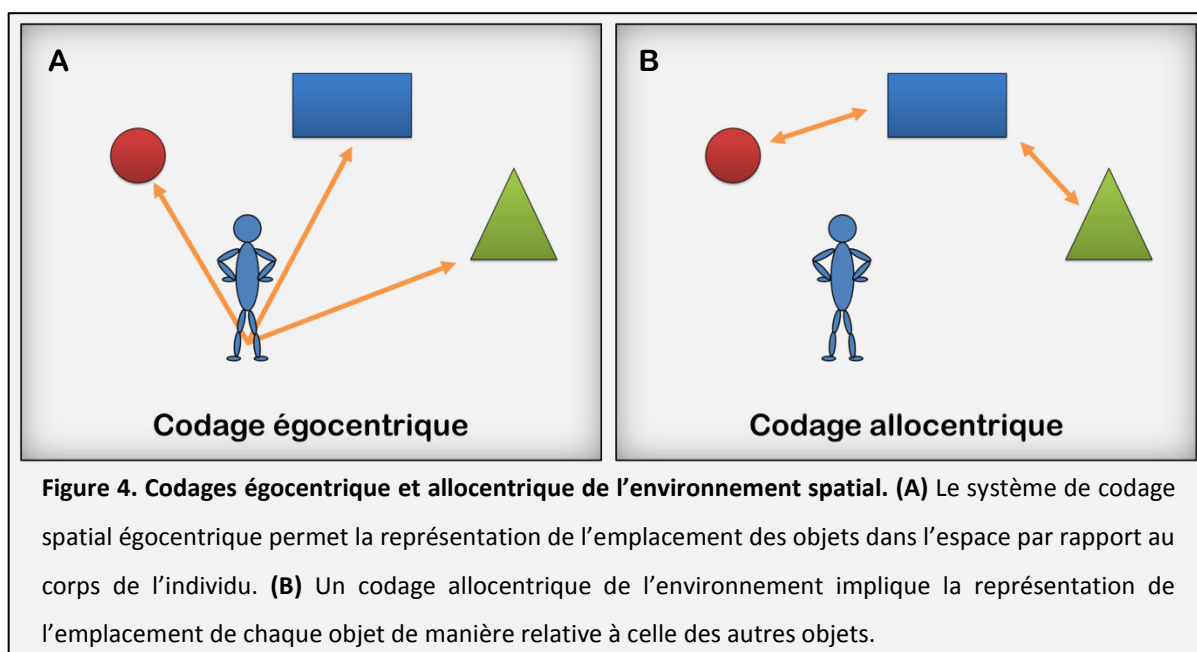 A
B
Codage égocentrique
Codage allocentrique
Figure 4. Codages égocentrique et allocentrique de l’environnement spatial. (A) Le système de codage
spatial égocentrique permet la représentation de l’emplacement des objets dans l’espace par rapport au
corps de l’individu. (B) Un codage allocentrique de l’environnement implique la représentation de
l’emplacement de chaque objet de manière relative à celle des autres objets.